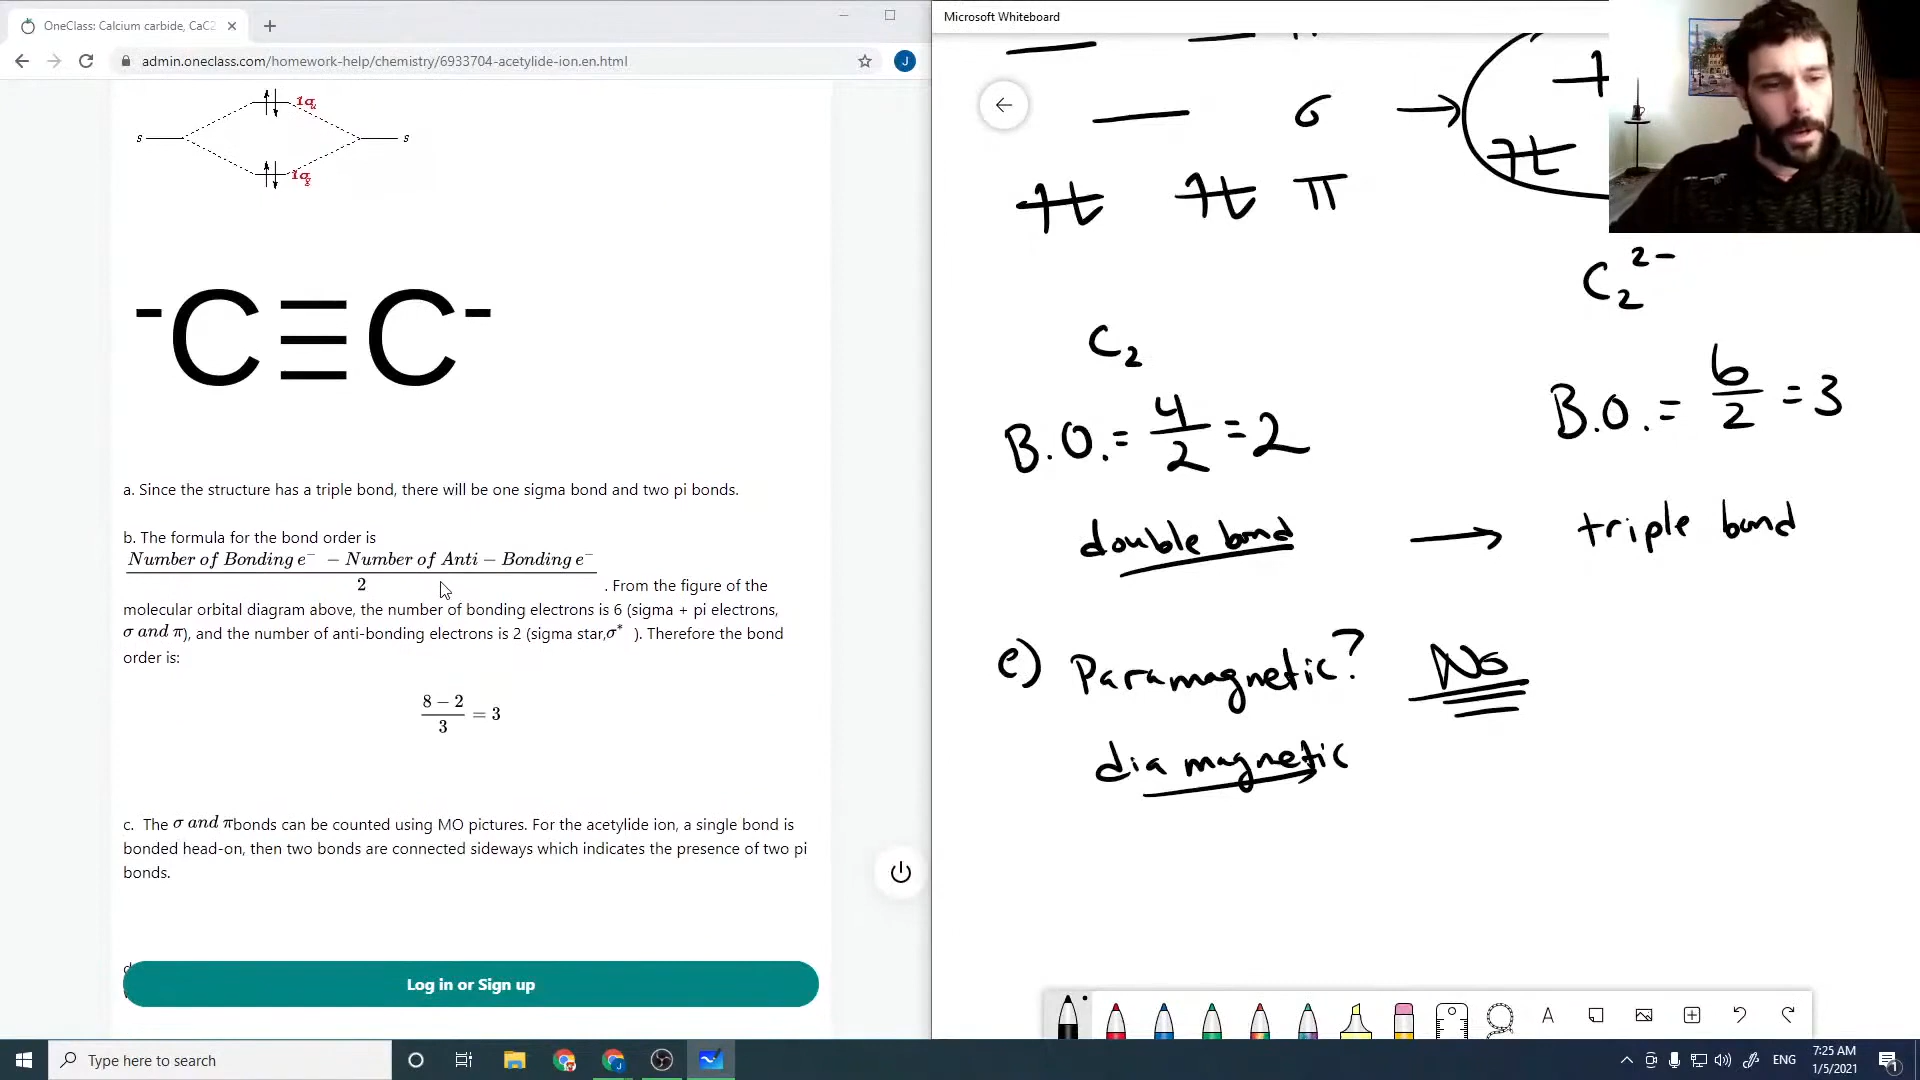 OneClass: Calcium carbide, CaC2
admin.oneclass.com/homework-help/chemistry/6933704-acetylide-ion.en.html
J
1σu
s
s
1σg
-C≡C-
a. Since the structure has a triple bond, there will be one sigma bond and two pi bonds.
b. The formula for the bond order is
Number of Bonding e⁻ − Number of Anti − Bonding e⁻
2
. From the figure of the
molecular orbital diagram above, the number of bonding electrons is 6 (sigma + pi electrons,
σ and π), and the number of anti-bonding electrons is 2 (sigma star,σ* ). Therefore the bond
order is:
8 − 2
3
= 3
c. The σ and π bonds can be counted using MO pictures. For the acetylide ion, a single bond is
bonded head-on, then two bonds are connected sideways which indicates the presence of two pi
bonds.
Log in or Sign up
Microsoft Whiteboard
σ →
π
C₂²⁻
C₂
B.O. = 4/2 = 2
B.O. = 6/2 = 3
double bond → triple bond
e) Paramagnetic? No
diamagnetic
A
Type here to search
ENG
7:25 AM
1/5/2021
1